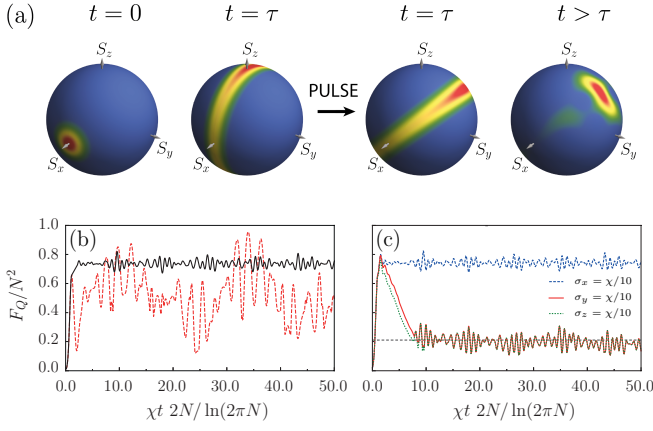 (a)
t = 0
t = τ
t = τ
t > τ
S_z
S_z
S_z
S_z
PULSE
S_x
S_y
S_x
S_y
S_x
S_y
S_x
S_y
(b)
(c)
F_Q/N²
1.0
0.8
0.6
0.4
0.2
0.0
σ_x = χ/10
σ_y = χ/10
σ_z = χ/10
0.0 10.0 20.0 30.0 40.0 50.0
0.0 10.0 20.0 30.0 40.0 50.0
χt 2N/ ln(2πN)
χt 2N/ ln(2πN)